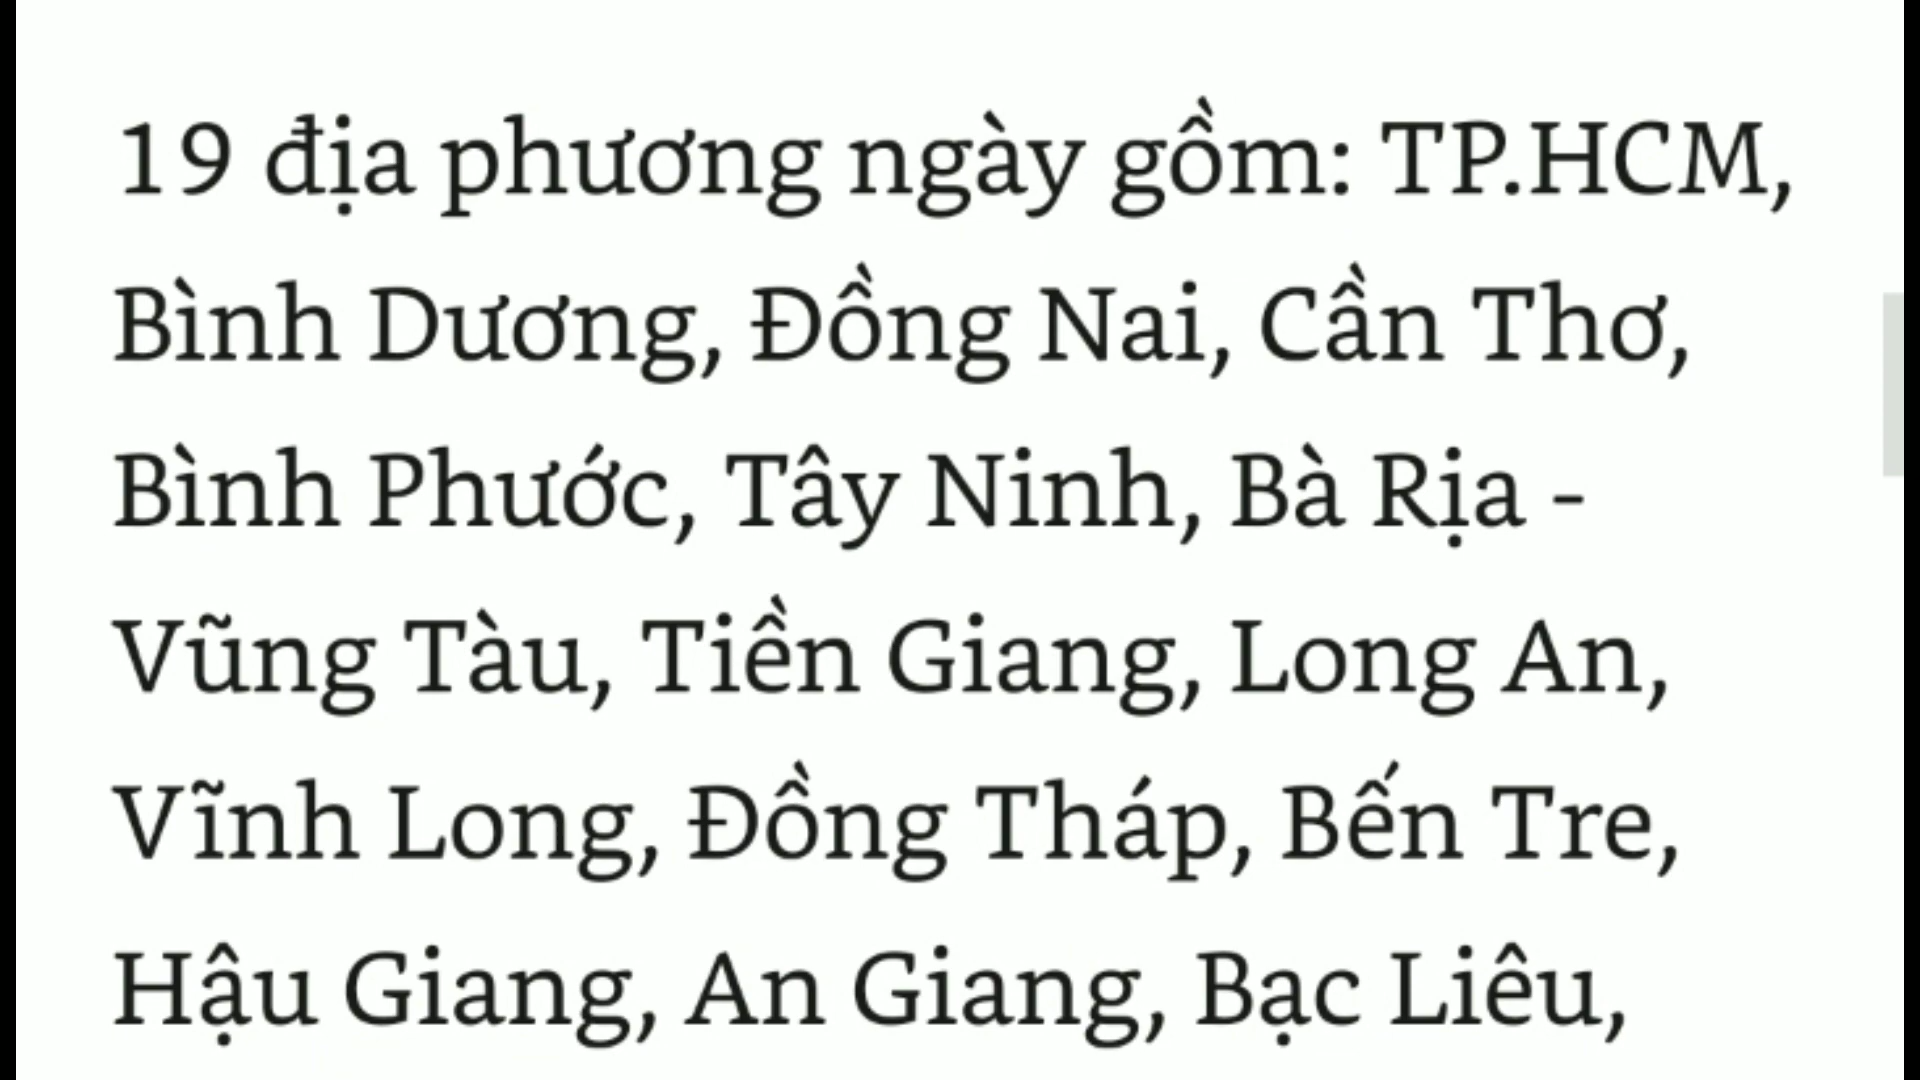 19 địa phương ngày gồm: TP.HCM,
Bình Dương, Đồng Nai, Cần Thơ,
Bình Phước, Tây Ninh, Bà Rịa -
Vũng Tàu, Tiền Giang, Long An,
Vĩnh Long, Đồng Tháp, Bến Tre,
Hậu Giang, An Giang, Bạc Liêu,